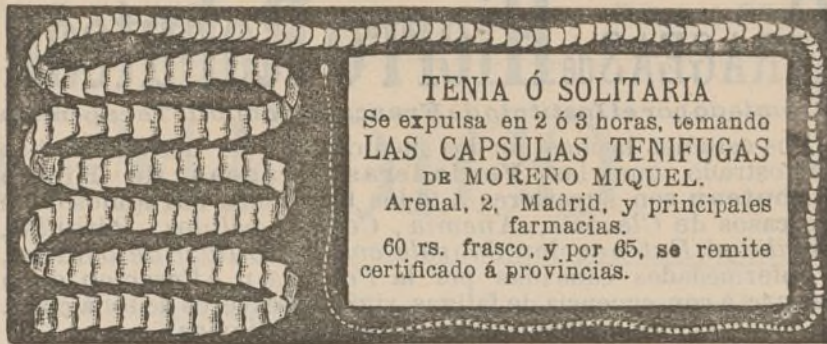 TENIA Ó SOLITARIA
Se expulsa en 2 ó 3 horas, tomando
LAS CAPSULAS TENIFUGAS
DE MORENO MIQUEL.
Arenal, 2, Madrid, y principales
farmacias.
60 rs. frasco, y por 65, se remite
certificado á provincias.